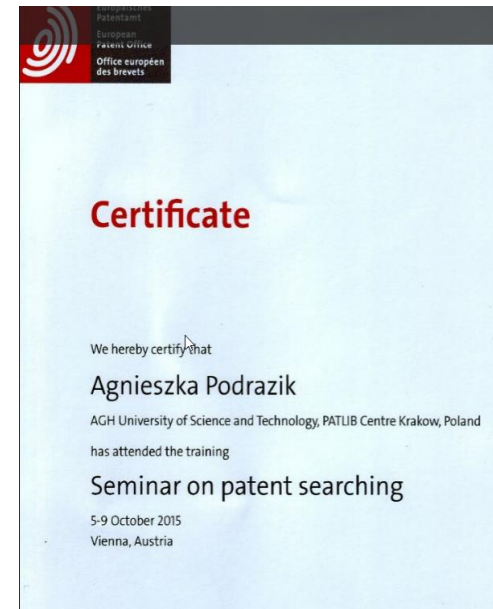 Europäisches
Patentamt
European
Patent Office
Office européen
des brevets
Certificate
We hereby certify that
Agnieszka Podrazik
AGH University of Science and Technology, PATLIB Centre Krakow, Poland
has attended the training
Seminar on patent searching
5-9 October 2015
Vienna, Austria